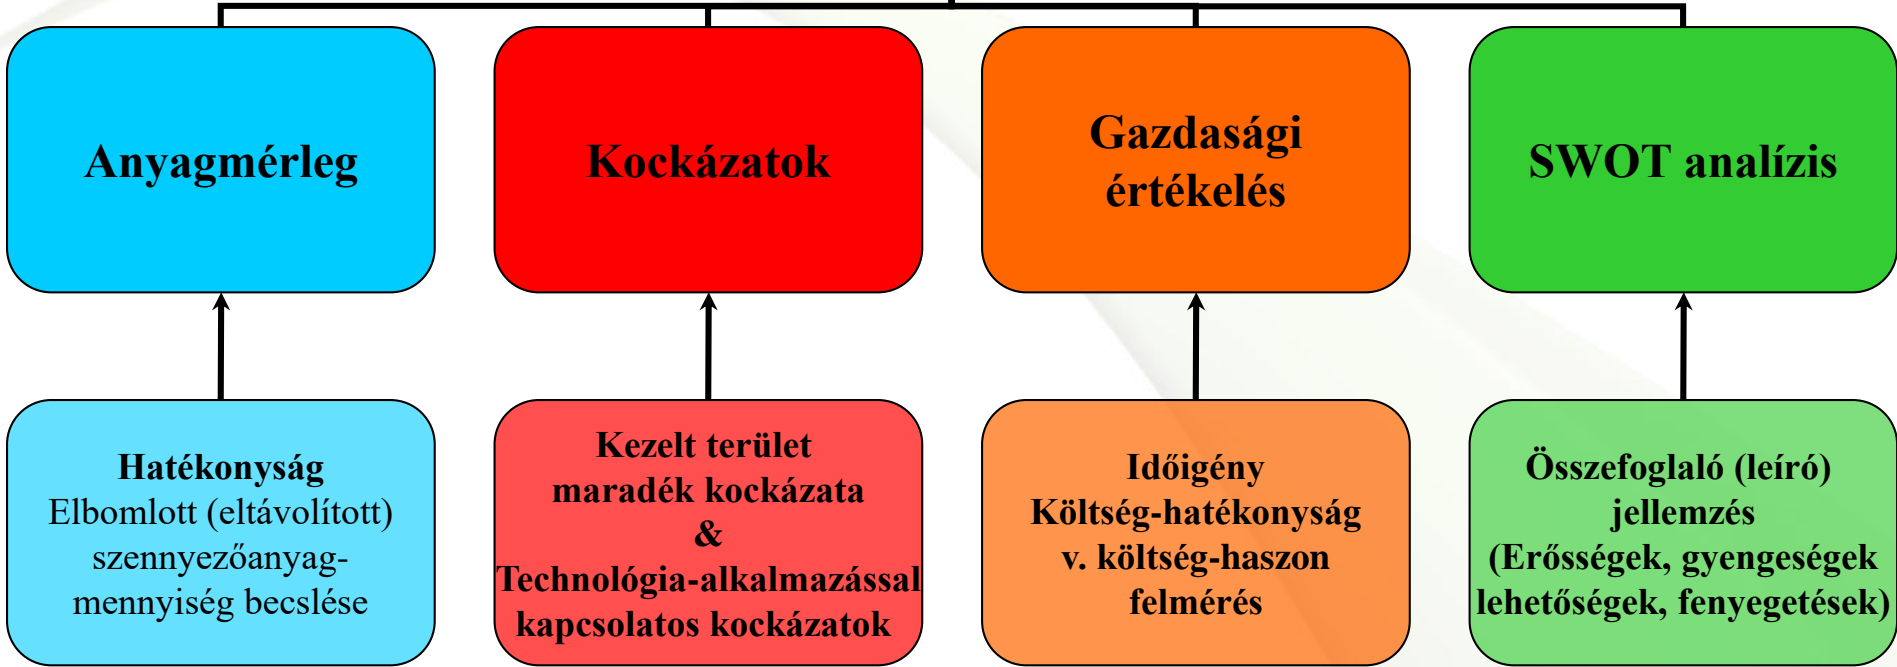 Anyagmérleg
Kockázatok
Gazdasági
értékelés
SWOT analízis
Hatékonyság
Elbomlott (eltávolított)
szennyezőanyag-
mennyiség becslése
Kezelt terület
maradék kockázata
&
Technológia-alkalmazással
kapcsolatos kockázatok
Időigény
Költség-hatékonyság
v. költség-haszon
felmérés
Összefoglaló (leíró)
jellemzés
(Erősségek, gyengeségek
lehetőségek, fenyegetések)